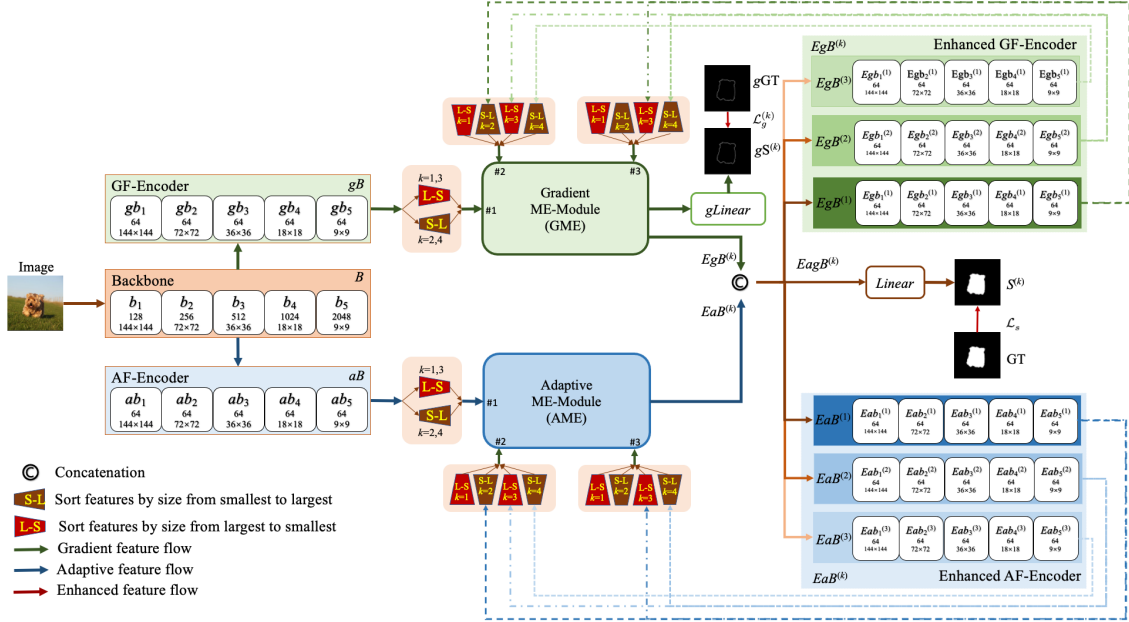 Image
GF-Encoder gB
gb1 gb2 gb3 gb4 gb5
64 64 64 64 64
144×144 72×72 36×36 18×18 9×9
Backbone B
b1 b2 b3 b4 b5
128 256 512 1024 2048
144×144 72×72 36×36 18×18 9×9
AF-Encoder aB
ab1 ab2 ab3 ab4 ab5
64 64 64 64 64
144×144 72×72 36×36 18×18 9×9
k=1,3
L-S
S-L
k=2,4
k=1,3
L-S
S-L
k=2,4
L-S S-L L-S S-L
k=1 k=2 k=3 k=4
L-S S-L L-S S-L
k=1 k=2 k=3 k=4
#2 #3
#1
Gradient
ME-Module
(GME)
#1
Adaptive
ME-Module
(AME)
#2 #3
L-S S-L L-S S-L
k=1 k=2 k=3 k=4
L-S S-L L-S S-L
k=1 k=2 k=3 k=4
gGT
ℒg(k)
gS(k)
gLinear
EgB(k)
©
EaB(k)
EagB(k)
Linear
S(k)
ℒs
GT
EgB(k) Enhanced GF-Encoder
EgB(3)
Egb1(1) Egb2(1) Egb3(1) Egb4(1) Egb5(1)
64 64 64 64 64
144×144 72×72 36×36 18×18 9×9
EgB(2)
Egb1(2) Egb2(2) Egb3(2) Egb4(2) Egb5(2)
64 64 64 64 64
144×144 72×72 36×36 18×18 9×9
EgB(1)
Egb1(1) Egb2(1) Egb3(1) Egb4(1) Egb5(1)
64 64 64 64 64
144×144 72×72 36×36 18×18 9×9
EaB(1)
Eab1(1) Eab2(1) Eab3(1) Eab4(1) Eab5(1)
64 64 64 64 64
144×144 72×72 36×36 18×18 9×9
EaB(2)
Eab1(2) Eab2(2) Eab3(2) Eab4(2) Eab5(2)
64 64 64 64 64
144×144 72×72 36×36 18×18 9×9
EaB(3)
Eab1(3) Eab2(3) Eab3(3) Eab4(3) Eab5(3)
64 64 64 64 64
144×144 72×72 36×36 18×18 9×9
EaB(k) Enhanced AF-Encoder
© Concatenation
S-L Sort features by size from smallest to largest
L-S Sort features by size from largest to smallest
Gradient feature flow
Adaptive feature flow
Enhanced feature flow